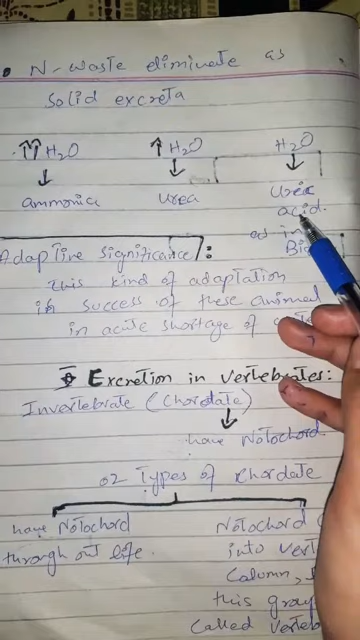 • N-waste eliminate as
solid excreta
↑↑ H2O ↑ H2O H2O
↓ ↓ ↓
ammonia urea Uric
acid.
ed in
Adaptive significance/:
This kind of adaptation
is success of these animal
in acute shortage of
Excretion in vertebrates:
Invertebrate (Chordate)
↓
have Notochord
02 Types of Chordate
have Notochord Notochord
through out life. into vert
Column,
this grou
Called verteb